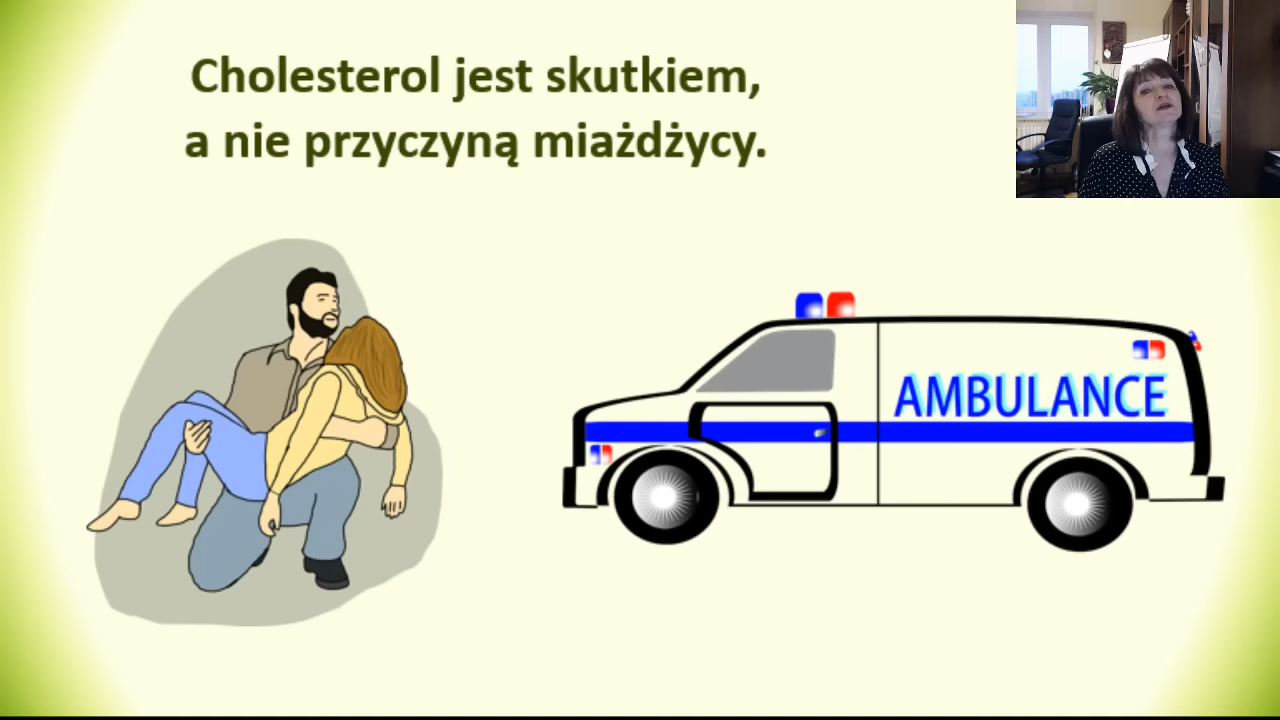 Cholesterol jest skutkiem,
a nie przyczyną miażdżycy.
AMBULANCE